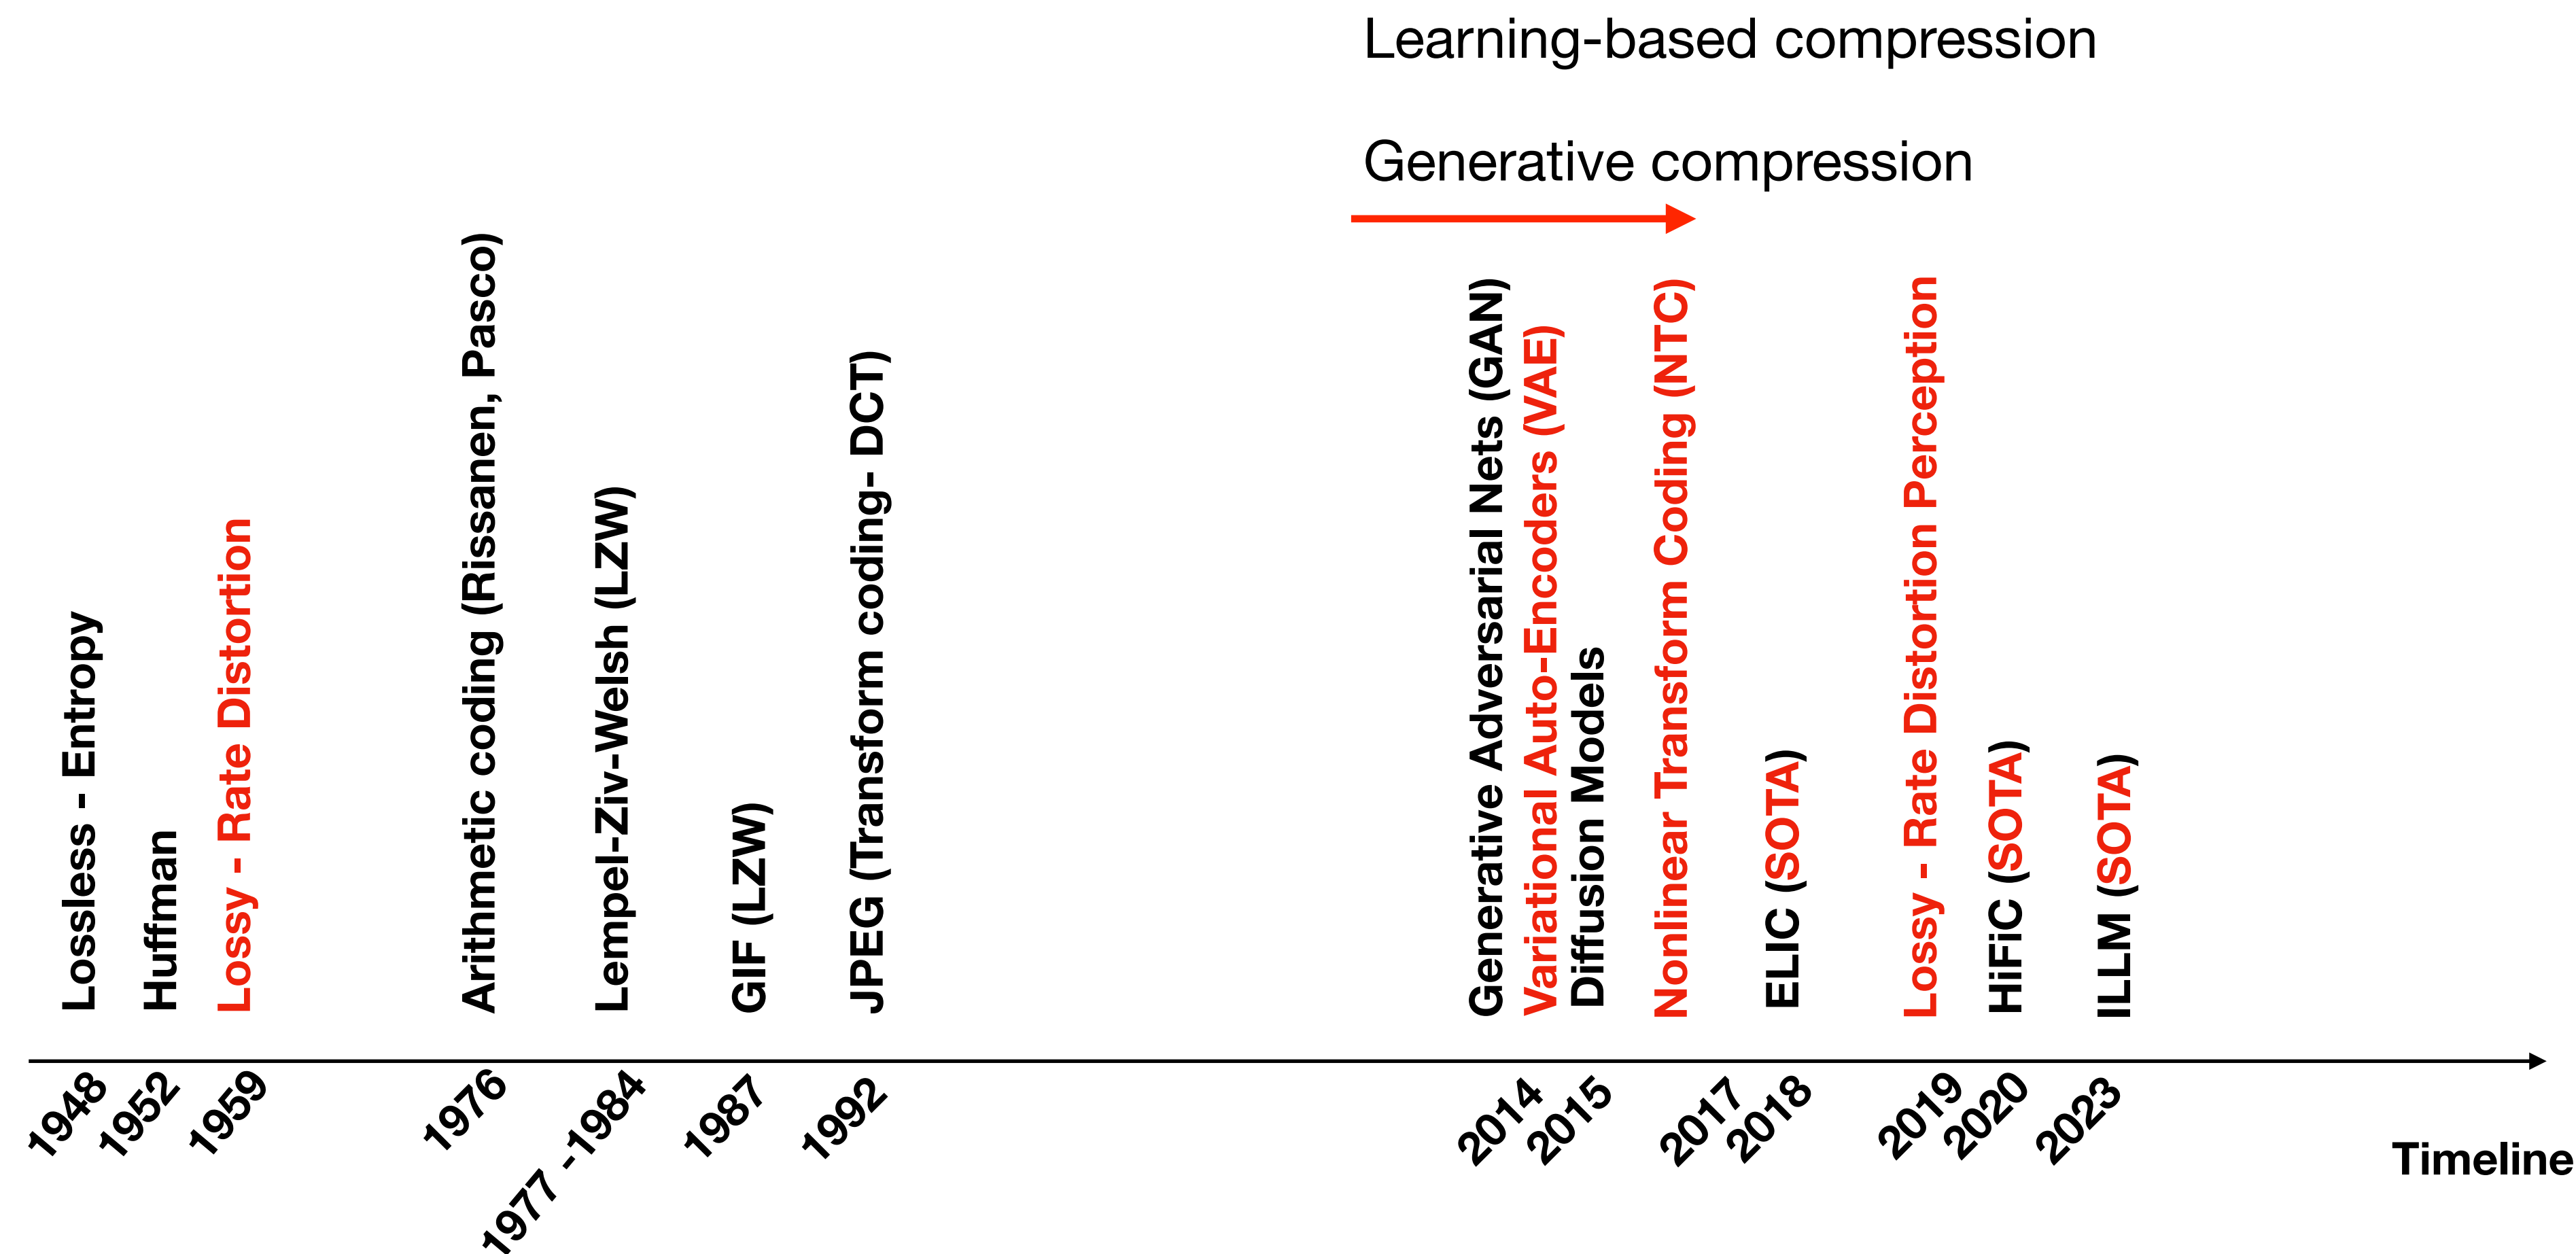 Learning-based compression
Generative compression
Lossless - Entropy
Huffman
Lossy - Rate Distortion
Arithmetic coding (Rissanen, Pasco)
Lempel-Ziv-Welsh (LZW)
GIF (LZW)
JPEG (Transform coding- DCT)
Generative Adversarial Nets (GAN)
Variational Auto-Encoders (VAE)
Diffusion Models
Nonlinear Transform Coding (NTC)
ELIC (SOTA)
Lossy - Rate Distortion Perception
HiFiC (SOTA)
ILLM (SOTA)
1948
1952
1959
1976
1977 -1984
1987
1992
2014
2015
2017
2018
2019
2020
2023
Timeline